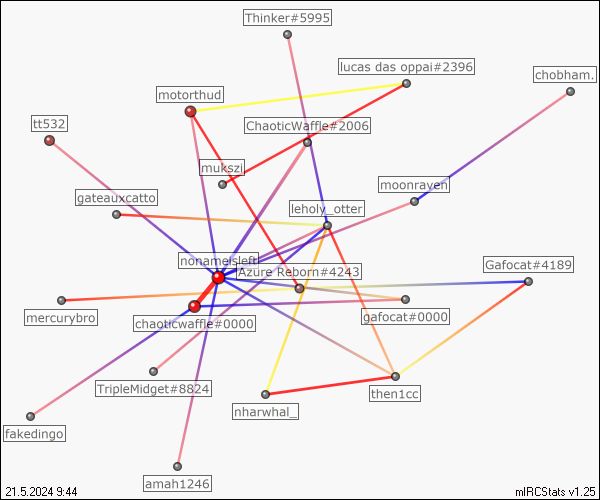 Thinker#5995
lucas das oppai#2396
chobham.
motorthud
tt532
ChaoticWaffle#2006
mukszi
moonraven
gateauxcatto
leholy_otter
nonameisleft
Azure Reborn#4243
Gafocat#4189
mercurybro
chaoticwaffle#0000
gafocat#0000
TripleMidget#8824
then1cc
nharwhal_
fakedingo
amah1246
21.5.2024 9:44
mIRCStats v1.25